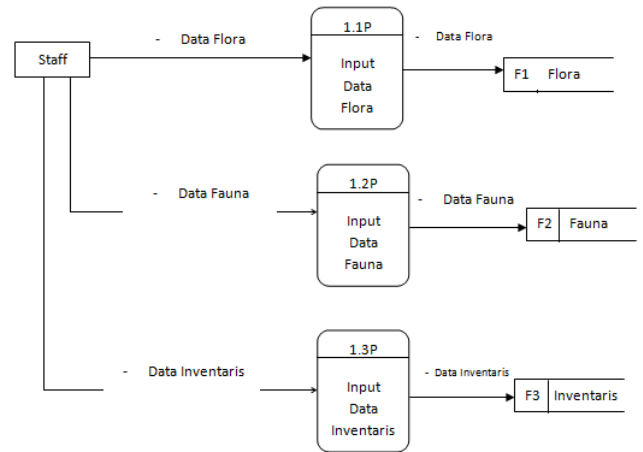 Staff
- Data Flora
1.1P
Input
Data
Flora
- Data Flora
F1 Flora
- Data Fauna
1.2P
Input
Data
Fauna
- Data Fauna
F2 Fauna
- Data Inventaris
1.3P
Input
Data
Inventaris
- Data Inventaris
F3 Inventaris